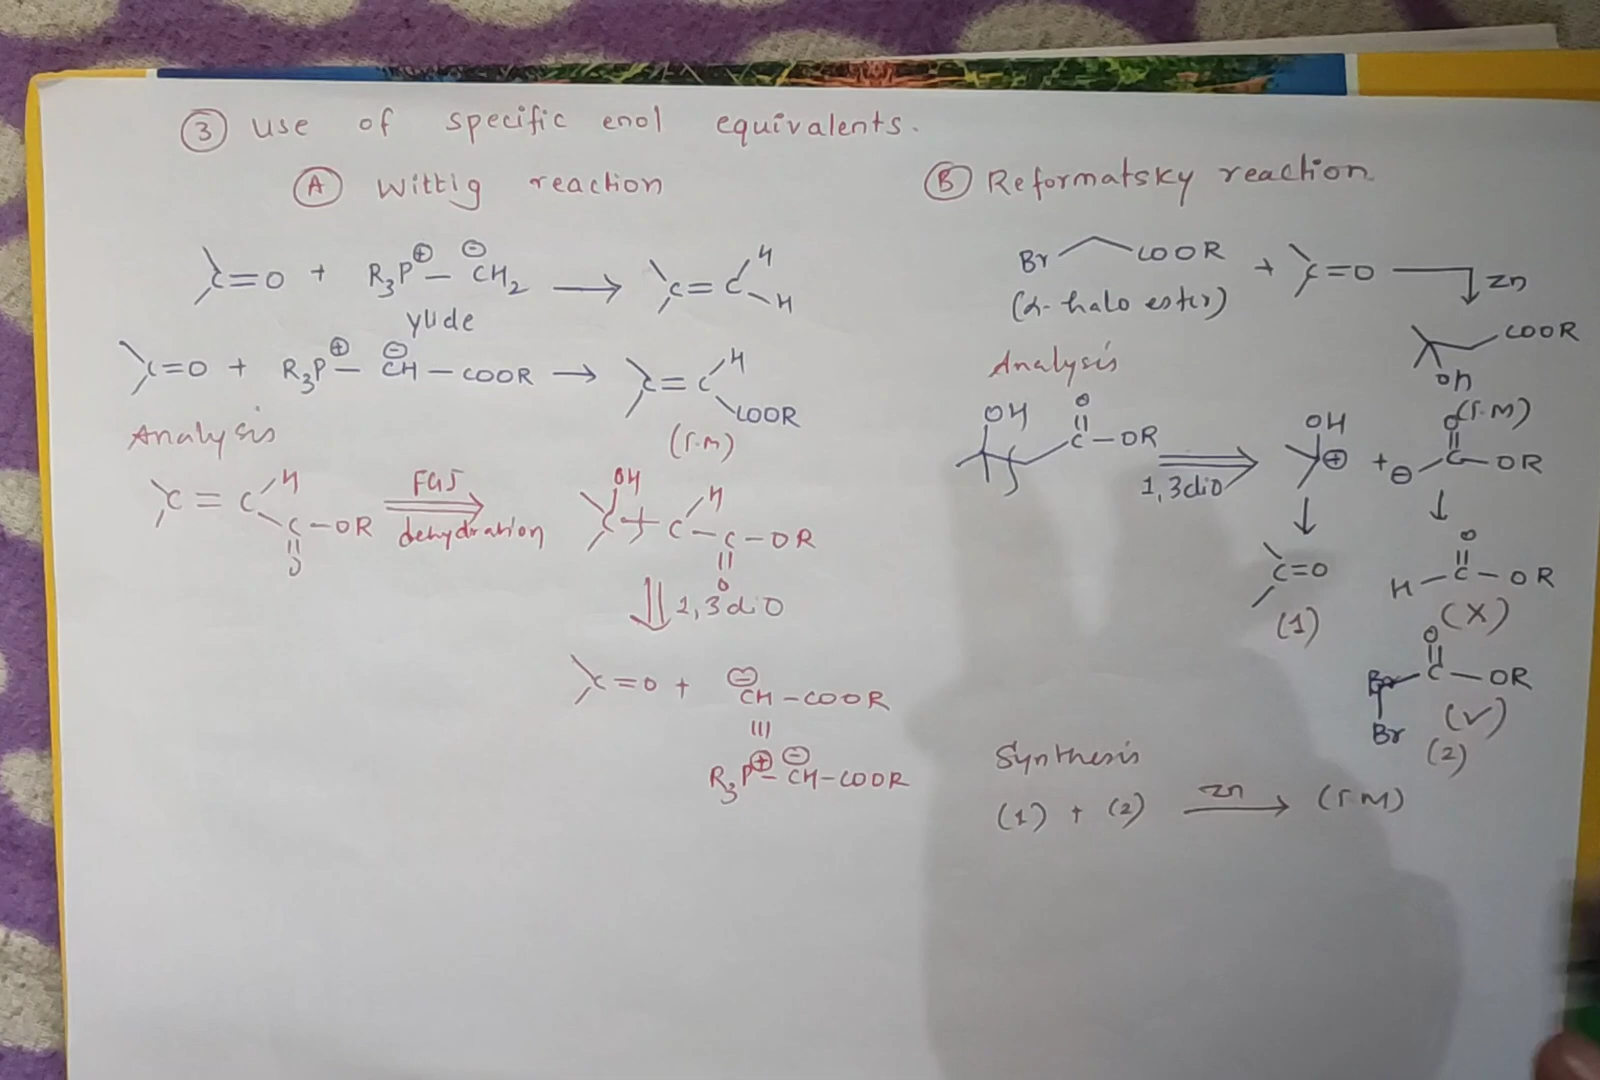 ③ use of specific enol equivalents.
Ⓐ Wittig reaction
C=O + R3P⊕ — ⊖CH2 → C=C H H
ylide
C=O + R3P⊕ — ⊖CH — COOR → C=C H COOR
(T.M)
Analysis
C=C H C—OR O
FGI
dehydration
OH C C H C—OR O
1,3 diO
C=O + ⊖CH—COOR
R3P⊕—⊖CH—COOR
Ⓑ Reformatsky reaction
Br COOR + C=O
Zn
(α-halo ester)
COOR
OH
(T.M)
Analysis
OH O C—OR
1,3 diO
OH ⊕ + ⊖ O C—OR
C=O
(1)
O
H—C—OR
(X)
O
C—OR
Br (✓)
(2)
Synthesis
(1) + (2) Zn (T.M)